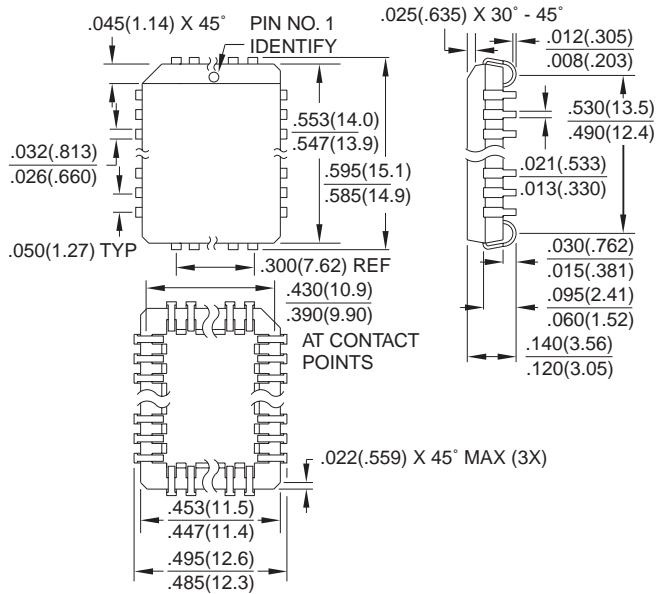 .045(1.14) X 45˚
PIN NO. 1
IDENTIFY
.025(.635) X 30˚ - 45˚
.012(.305)
.008(.203)
.553(14.0)
.547(13.9)
.530(13.5)
.490(12.4)
.032(.813)
.026(.660)
.595(15.1)
.585(14.9)
.021(.533)
.013(.330)
.050(1.27) TYP
.300(7.62) REF
.030(.762)
.015(.381)
.430(10.9)
.390(9.90)
AT CONTACT
POINTS
.095(2.41)
.060(1.52)
.140(3.56)
.120(3.05)
.022(.559) X 45˚ MAX (3X)
.453(11.5)
.447(11.4)
.495(12.6)
.485(12.3)